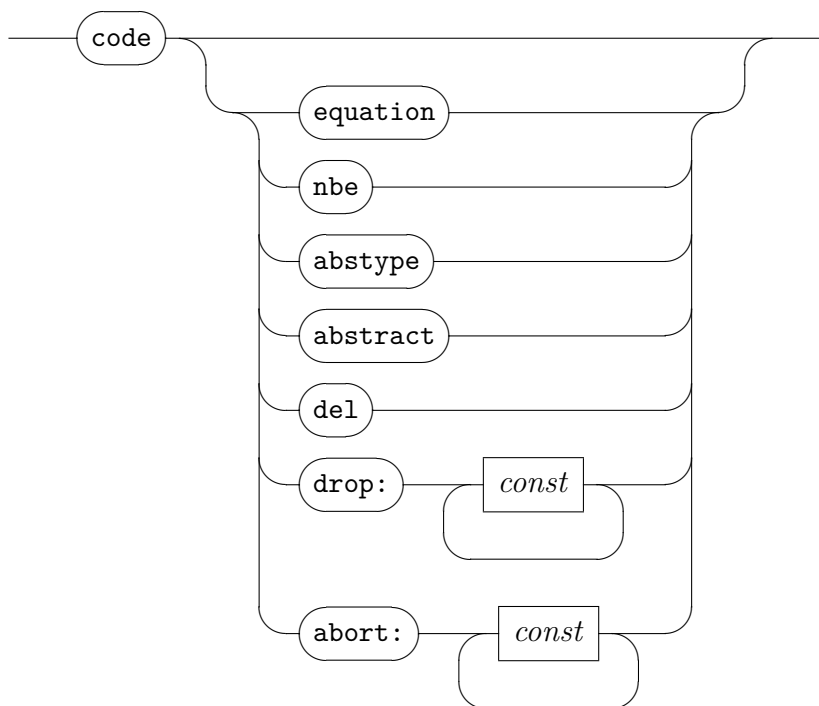 code
equation
nbe
abstype
abstract
del
drop: const
abort: const